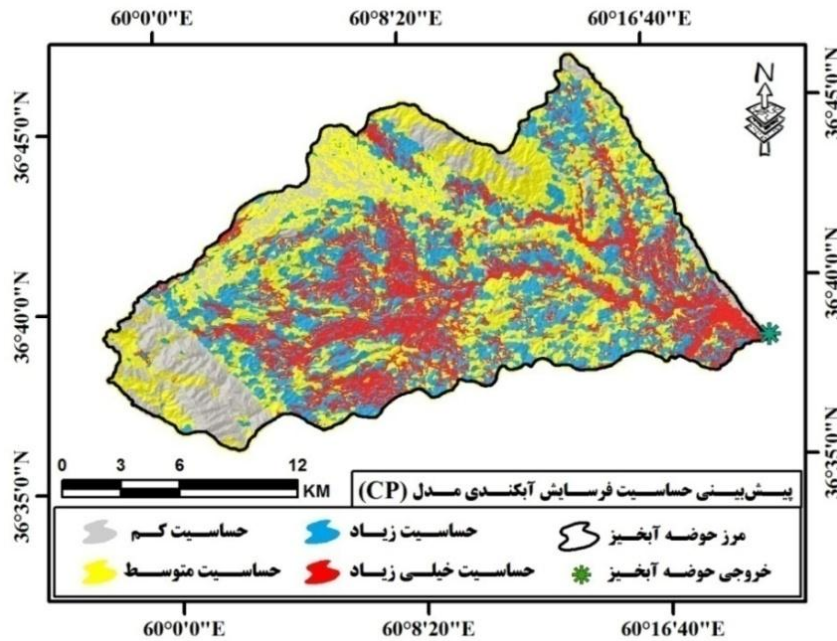 60°0'0"E 60°8'20"E 60°16'40"E
N
36°45'0"N
36°45'0"N
36°40'0"N
36°40'0"N
36°35'0"N
36°35'0"N
0 3 6 12
KM
پیش‌بینی حساسیت فرسایش آبکندی مدل (CP)
مرز حوضه آبخیز حساسیت زیاد حساسیت کم
خروجی حوضه آبخیز حساسیت خیلی زیاد حساسیت متوسط
60°0'0"E 60°8'20"E 60°16'40"E